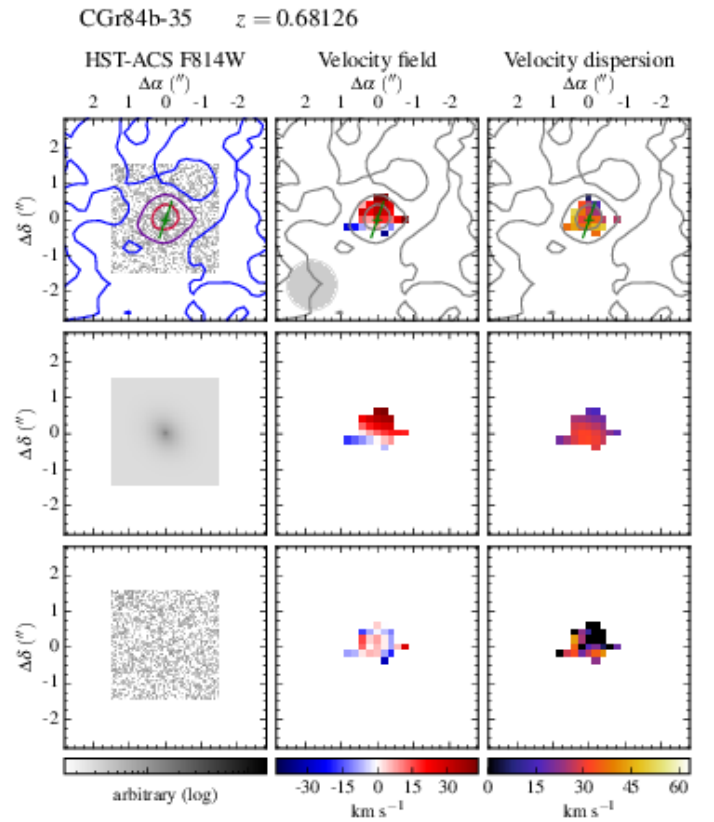 CGr84b-35 z = 0.68126
HST-ACS F814W Velocity field Velocity dispersion
Δα (″) Δα (″) Δα (″)
2 1 0 -1 -2 2 1 0 -1 -2 2 1 0 -1 -2
Δδ (″)
2
1
0
-1
-2
Δδ (″)
2
1
0
-1
-2
Δδ (″)
2
1
0
-1
-2
-30 -15 0 15 30 0 15 30 45 60
arbitrary (log) km s⁻¹ km s⁻¹